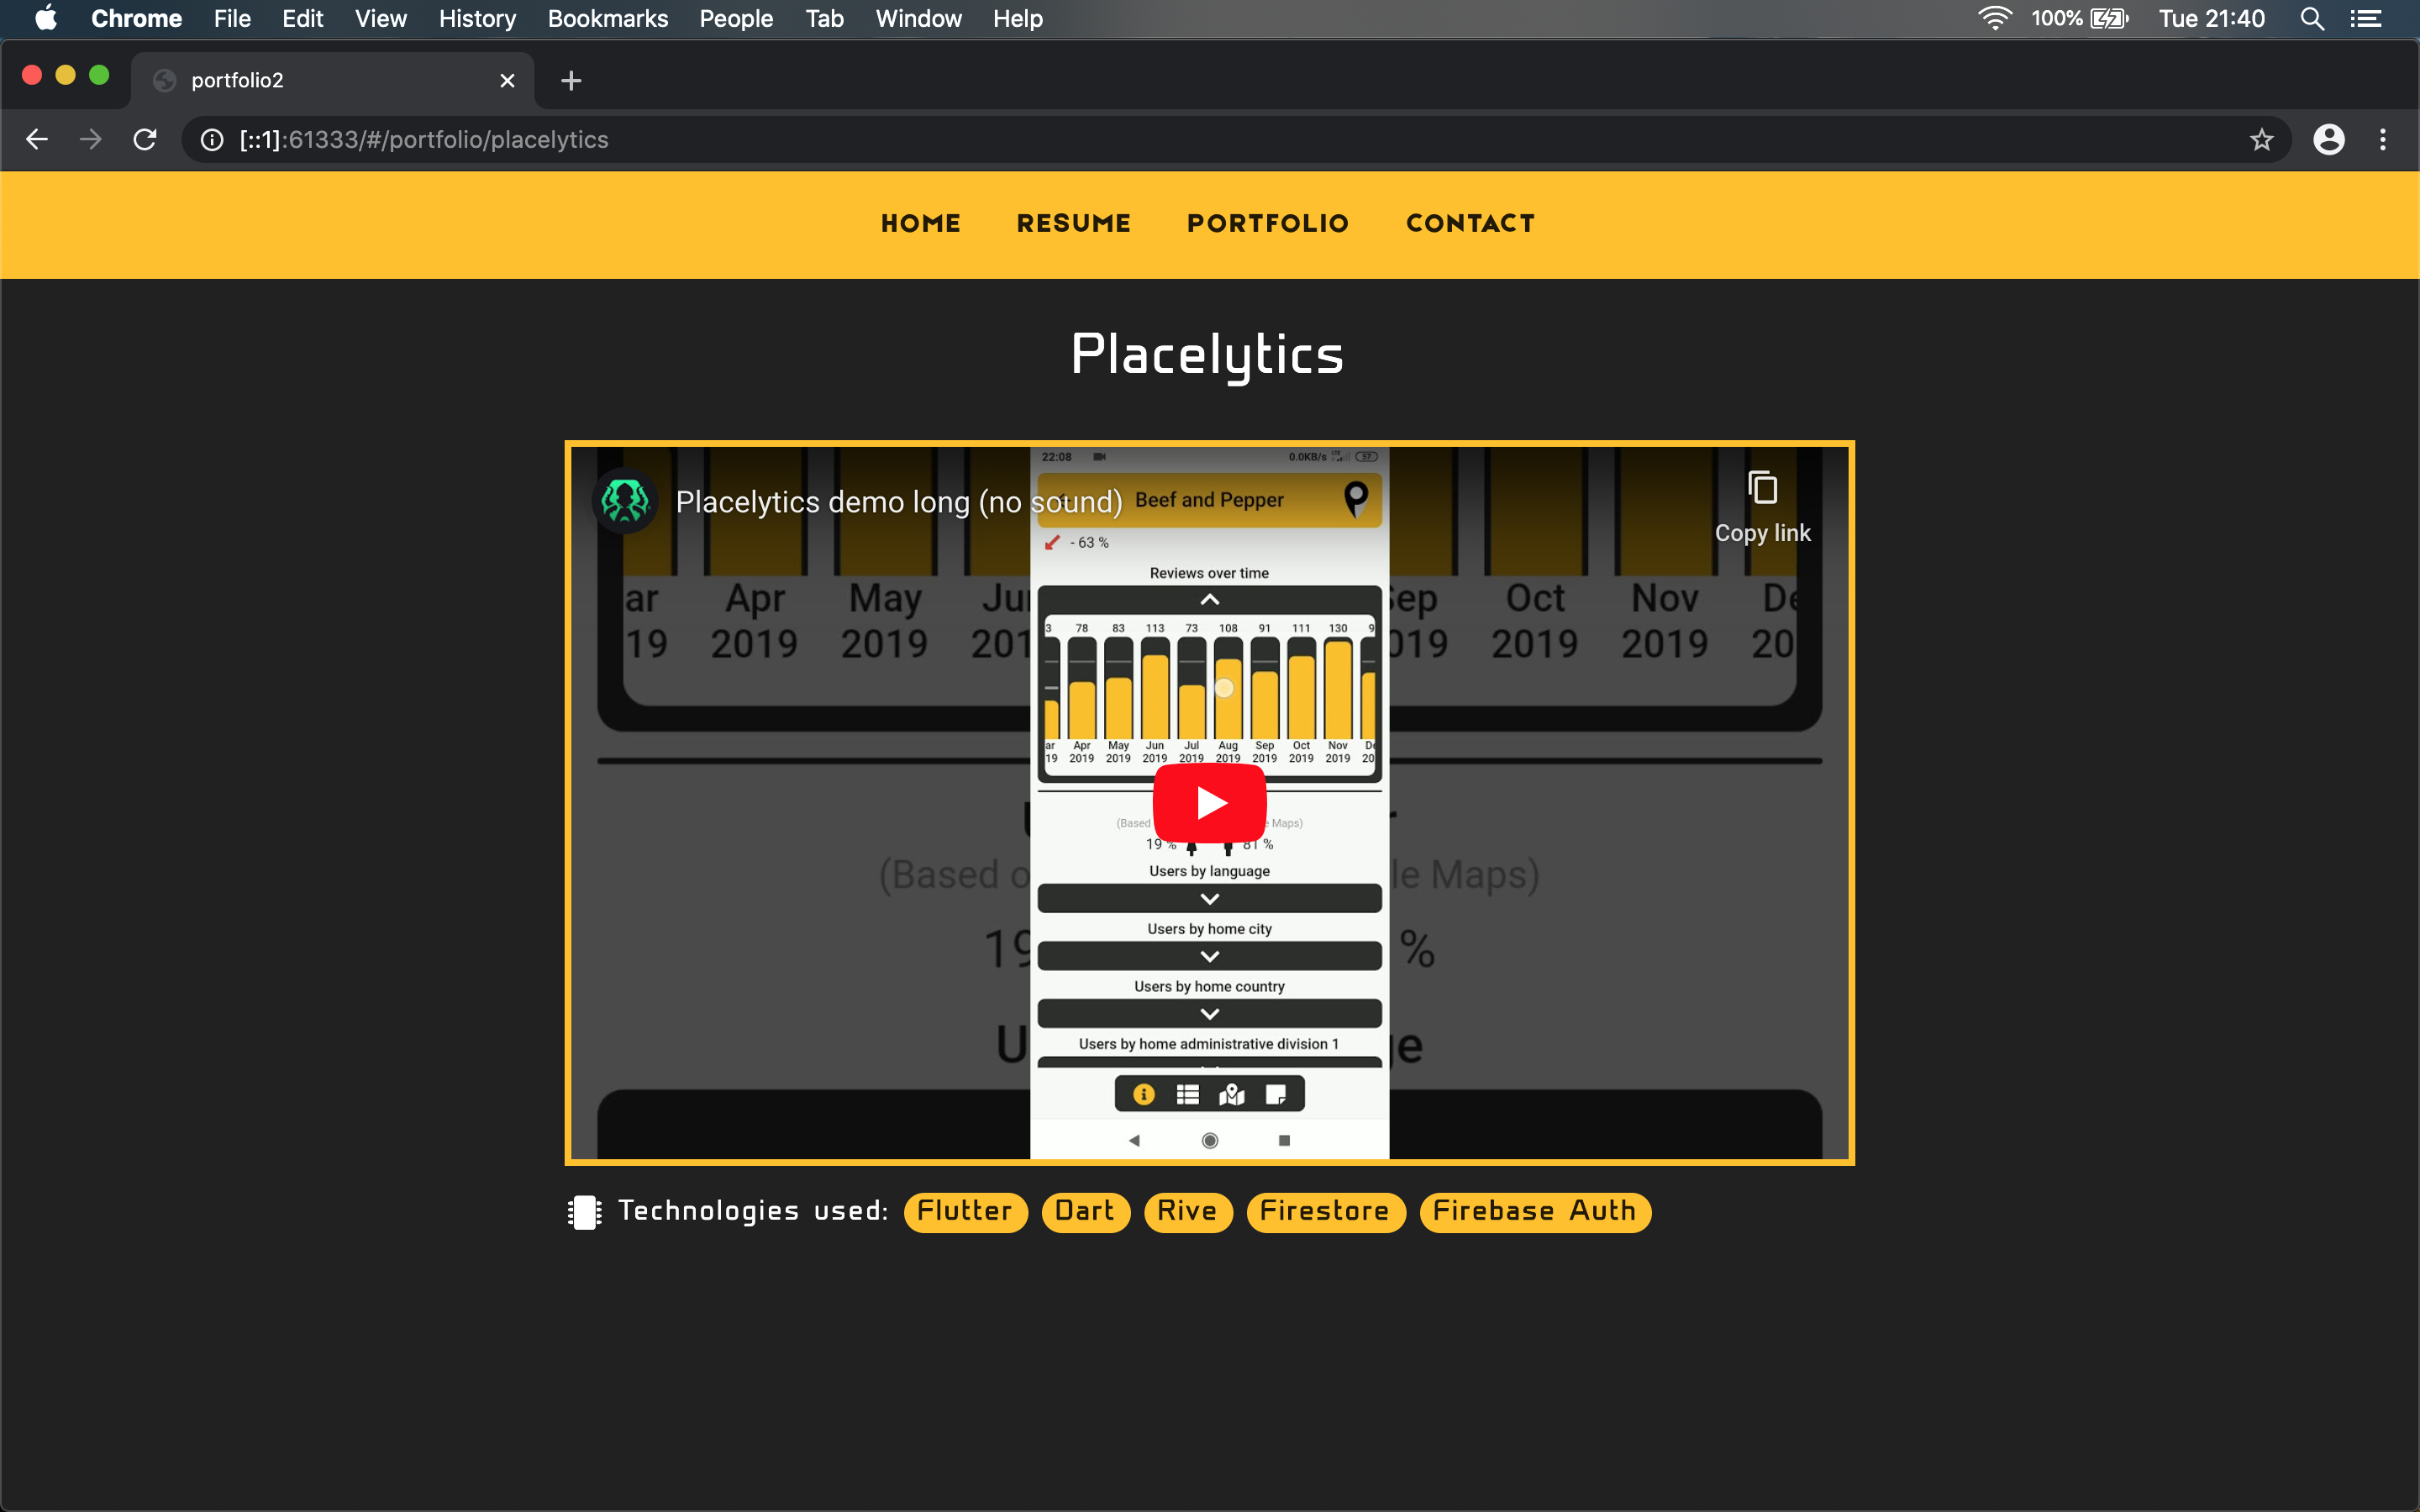 Chrome File Edit View History Bookmarks People Tab Window Help 100% Tue 21:40
portfolio2
[::1]:61333/#/portfolio/placelytics
HOME RESUME PORTFOLIO CONTACT
Placelytics
22:08 0.0KB/s LTE 57
Placelytics demo long (no sound) Beef and Pepper
Copy link
- 63 %
Reviews over time
3 78 83 113 73 108 91 111 130 9
ar Apr May Jun Jul Aug Sep Oct Nov De
19 2019 2019 2019 2019 2019 2019 2019 2019 20
ar Apr May Jun Sep Oct Nov De
19 2019 2019 201 019 2019 2019 20
(Based e Maps)
19 % 81 %
(Based o le Maps)
19 %
Users by language
Users by home city
Users by home country
Users by home administrative division 1
U ge
Technologies used: Flutter Dart Rive Firestore Firebase Auth